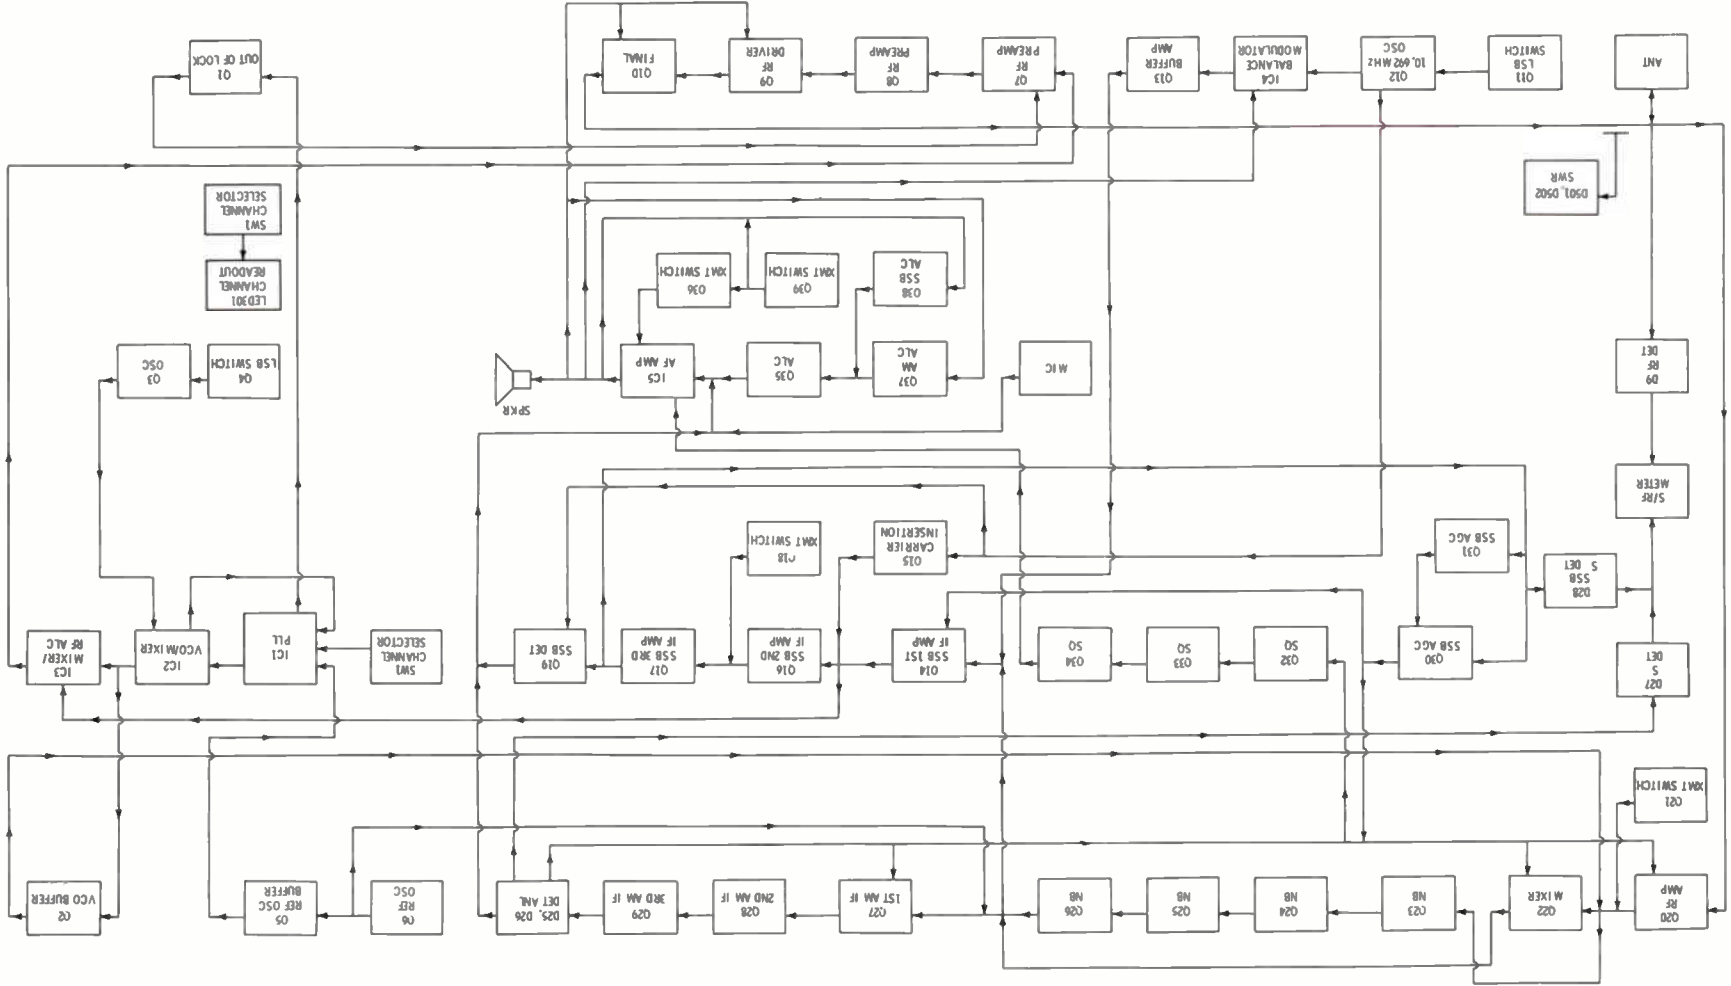 Q20
RF
AMP
Q22
MIXER
Q23
NB
Q24
NB
Q25
NB
Q26
NB
Q27
1ST AM IF
Q28
2ND AM IF
Q29
3RD AM IF
D25, D26
DET ANL
Q6
REF
OSC
Q5
REF OSC
BUFFER
Q2
VCO BUFFER
Q21
XMT SWITCH
D27
S
DET
Q30
SSB AGC
Q32
SQ
Q33
SQ
Q34
SQ
Q14
SSB 1ST
IF AMP
Q16
SSB 2ND
IF AMP
Q17
SSB 3RD
IF AMP
Q19
SSB DET
SW1
CHANNEL
SELECTOR
IC1
PLL
IC2
VCO/MIXER
IC3
MIXER/
RF ALC
D28
SSB
S DET
Q31
SSB AGC
Q15
CARRIER
INSERTION
Q18
XMT SWITCH
S/RF
METER
D9
RF
DET
MIC
Q37
AM
ALC
Q35
ALC
IC5
AF AMP
SPKR
Q4
LSB SWITCH
Q3
OSC
Q38
SSB
ALC
Q39
XMT SWITCH
Q36
XMT SWITCH
LED301
CHANNEL
READOUT
D501, D502
SWR
SW1
CHANNEL
SELECTOR
ANT
Q11
LSB
SWITCH
Q12
10.692 MHz
OSC
IC4
BALANCE
MODULATOR
Q13
BUFFER
AMP
Q7
RF
PREAMP
Q8
RF
PREAMP
Q9
RF
DRIVER
Q10
FINAL
Q1
OUT OF LOCK